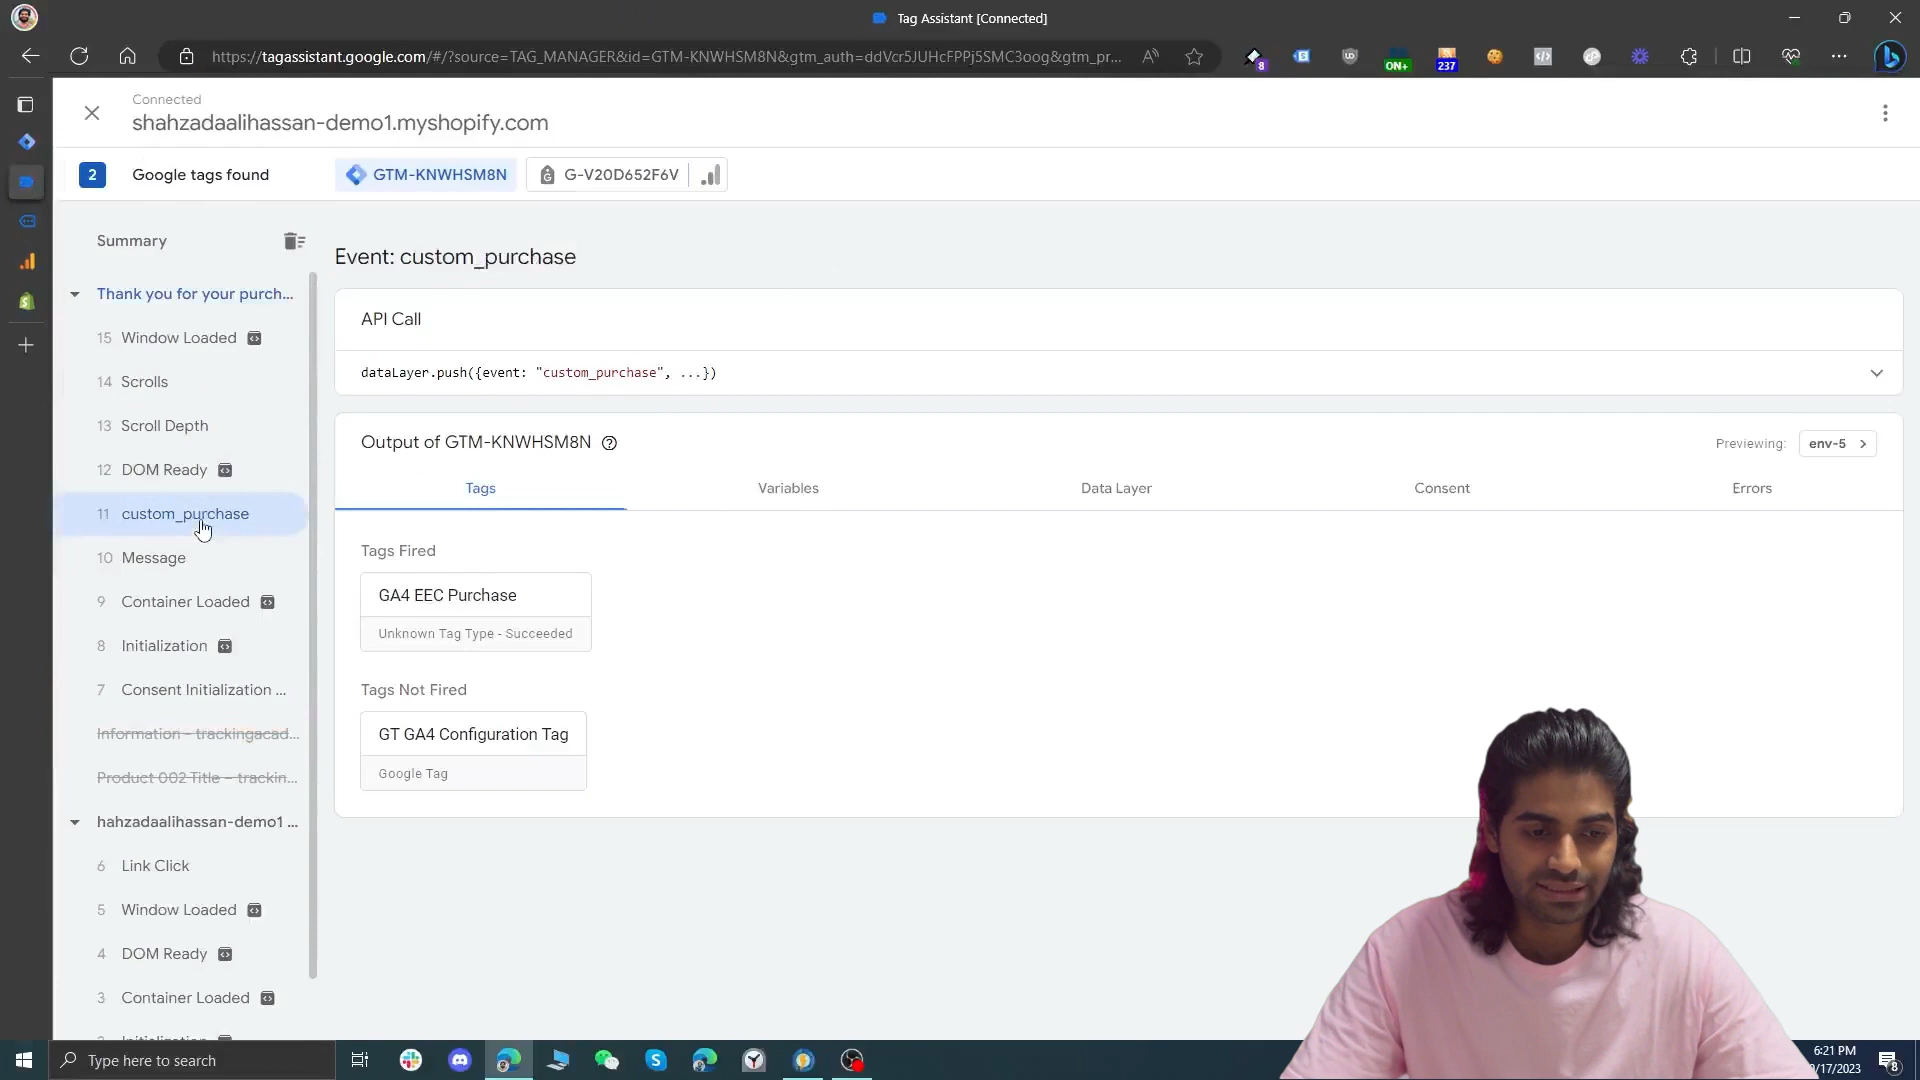 Tag Assistant [Connected]
https://tagassistant.google.com/#/?source=TAG_MANAGER&id=GTM-KNWHSM8N&gtm_auth=ddVcr5JUHcFPPj5SMC3oog&gtm_pr...
8
ON+
237
Connected
shahzadaalihassan-demo1.myshopify.com
2
Google tags found
GTM-KNWHSM8N
G-V20D652F6V
Summary
Thank you for your purch...
15 Window Loaded
14 Scrolls
13 Scroll Depth
12 DOM Ready
11 custom_purchase
10 Message
9 Container Loaded
8 Initialization
7 Consent Initialization ...
Information - trackingacad...
Product 002 Title – trackin...
hahzadaalihassan-demo1 ...
6 Link Click
5 Window Loaded
4 DOM Ready
3 Container Loaded
Event: custom_purchase
API Call
dataLayer.push({event: "custom_purchase", ...})
Output of GTM-KNWHSM8N
Previewing: env-5
Tags
Variables
Data Layer
Consent
Errors
Tags Fired
GA4 EEC Purchase
Unknown Tag Type - Succeeded
Tags Not Fired
GT GA4 Configuration Tag
Google Tag
Type here to search
6:21 PM
/17/2023
8